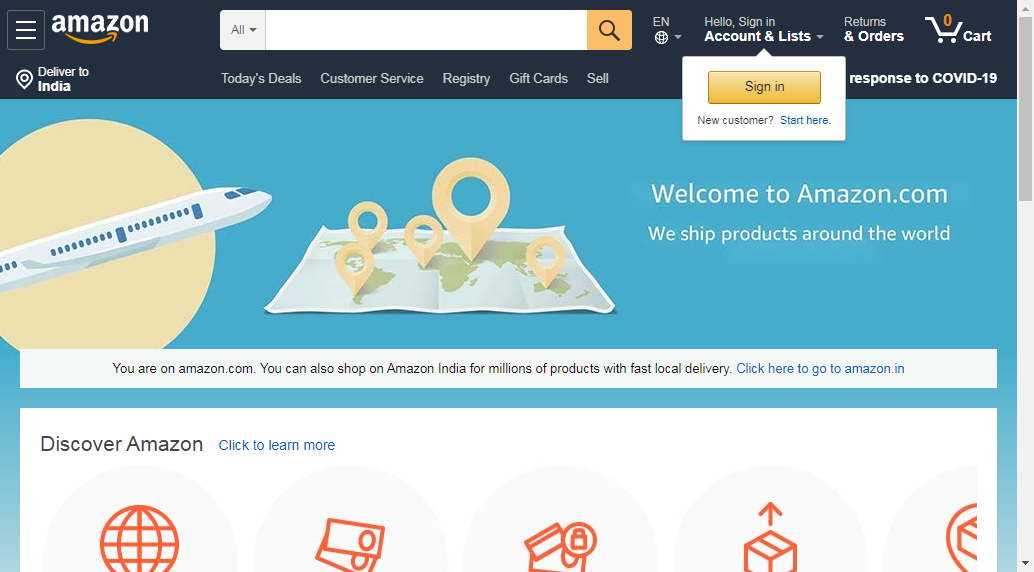 amazon
All
EN
Hello, Sign in
Account & Lists
Returns
& Orders
0
Cart
Deliver to
India
Today's Deals
Customer Service
Registry
Gift Cards
Sell
response to COVID-19
Sign in
New customer? Start here.
Welcome to Amazon.com
We ship products around the world
You are on amazon.com. You can also shop on Amazon India for millions of products with fast local delivery. Click here to go to amazon.in
Discover Amazon Click to learn more